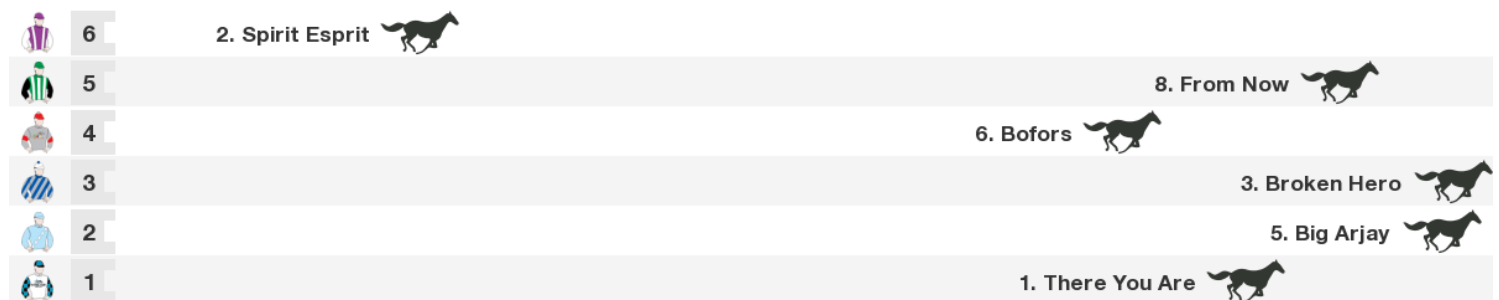 6 2. Spirit Esprit
5 8. From Now
4 6. Bofors
3 3. Broken Hero
2 5. Big Arjay
1 1. There You Are